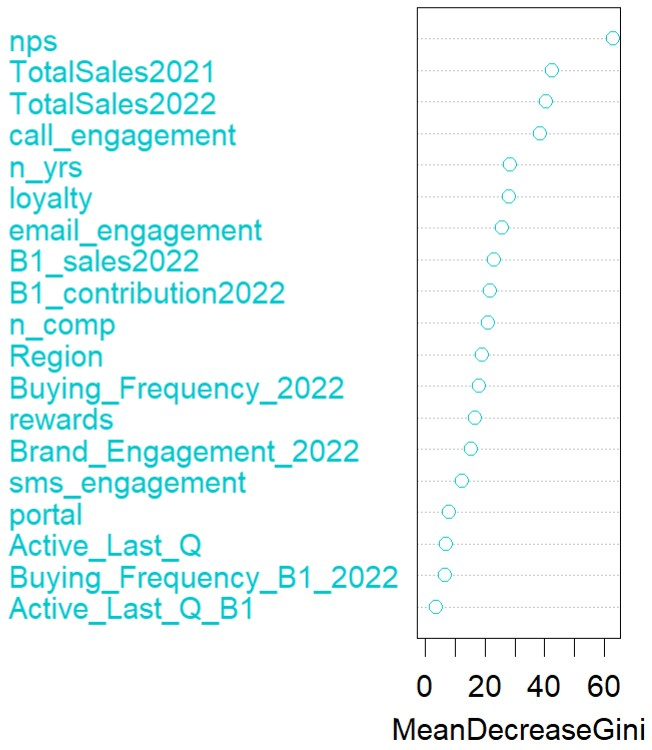 nps
TotalSales2021
TotalSales2022
call_engagement
n_yrs
loyalty
email_engagement
B1_sales2022
B1_contribution2022
n_comp
Region
Buying_Frequency_2022
rewards
Brand_Engagement_2022
sms_engagement
portal
Active_Last_Q
Buying_Frequency_B1_2022
Active_Last_Q_B1
0 20 40 60
MeanDecreaseGini